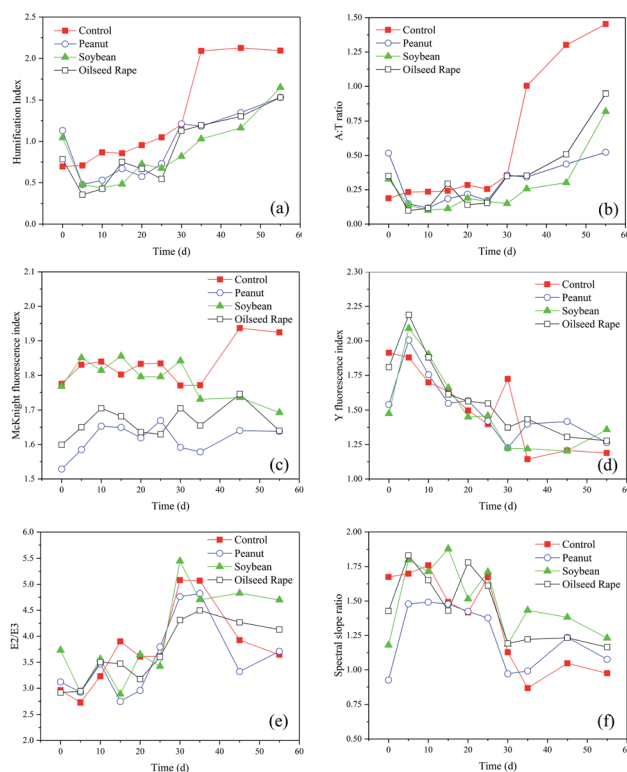 2.5
2.0
1.5
1.0
0.5
0.0
Humification Index
Control
Peanut
Soybean
Oilseed Rape
(a)
0 10 20 30 40 50 60
Time (d)
1.50
1.25
1.00
0.75
0.50
0.25
0.00
A:T ratio
Control
Peanut
Soybean
Oilseed Rape
(b)
0 10 20 30 40 50 60
Time (d)
2.1
2.0
1.9
1.8
1.7
1.6
1.5
McKnight fluorescence index
Control
Peanut
Soybean
Oilseed Rape
(c)
0 10 20 30 40 50 60
Time (d)
2.50
2.25
2.00
1.75
1.50
1.25
1.00
Y fluorescence index
Control
Peanut
Soybean
Oilseed Rape
(d)
0 10 20 30 40 50 60
Time (d)
6.0
5.5
5.0
4.5
4.0
3.5
3.0
2.5
2.0
E2/E3
Control
Peanut
Soybean
Oilseed Rape
(e)
0 10 20 30 40 50 60
Time (d)
2.00
1.75
1.50
1.25
1.00
0.75
0.50
Spectral slope ratio
Control
Peanut
Soybean
Oilseed Rape
(f)
0 10 20 30 40 50 60
Time (d)